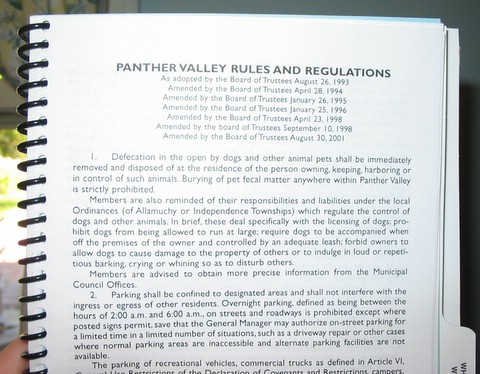 PANTHER VALLEY RULES AND REGULATIONS
As adopted by the Board of Trustees August 26, 1993
Amended by the Board of Trustees April 28, 1994
Amended by the Board of Trustees January 26, 1995
Amended by the Board of Trustees January 25, 1996
Amended by the Board of Trustees April 23, 1998
Amended by the board of Trustees September 10, 1998
Amended by the Board of Trustees August 30, 2001
1. Defecation in the open by dogs and other animal pets shall be immediately
removed and disposed of at the residence of the person owning, keeping, harboring or
in control of such animals. Burying of pet fecal matter anywhere within Panther Valley
is strictly prohibited.
Members are also reminded of their responsibilities and liabilities under the local
Ordinances (of Allamuchy or Independence Townships) which regulate the control of
dogs and other animals. In brief, these deal specifically with the licensing of dogs; pro-
hibit dogs from being allowed to run at large; require dogs to be accompanied when
off the premises of the owner and controlled by an adequate leash; forbid owners to
allow dogs to cause damage to the property of others or to indulge in loud or repeti-
tious barking, crying or whining so as to disturb others.
Members are advised to obtain more precise information from the Municipal
Council Offices.
2. Parking shall be confined to designated areas and shall not interfere with the
ingress or egress of other residents. Overnight parking, defined as being between the
hours of 2:00 a.m. and 6:00 a.m., on streets and roadways is prohibited except where
posted signs permit, save that the General Manager may authorize on-street parking for
a limited time in a limited number of situations, such as a driveway repair or other cases
where normal parking areas are inaccessible and alternate parking facilities are not
available.
The parking of recreational vehicles, commercial trucks as defined in Article VI,
Use Restrictions of the Declaration of Covenants and Restrictions, campers,